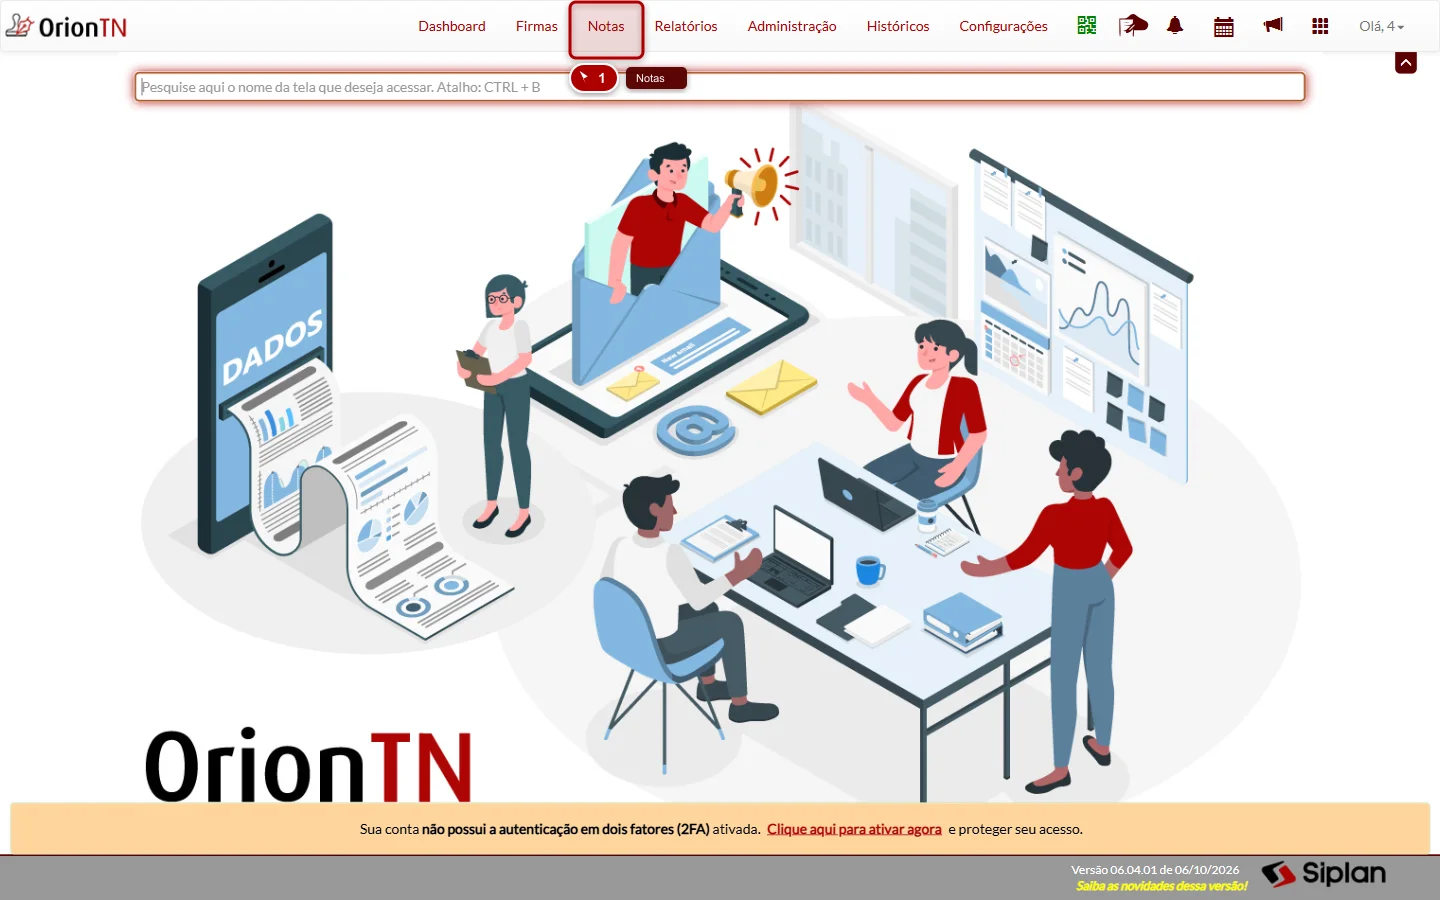 OrionTN
Dashboard
Firmas
Notas
Relatórios
Administração
Históricos
Configurações
Olá, 4
1
Notas
Pesquise aqui o nome da tela que deseja acessar. Atalho: CTRL + B
DADOS
New email
@
OrionTN
Sua conta não possui a autenticação em dois fatores (2FA) ativada. Clique aqui para ativar agora e proteger seu acesso.
Versão 06.04.01 de 06/10/2026
Saiba as novidades dessa versão!
Siplan